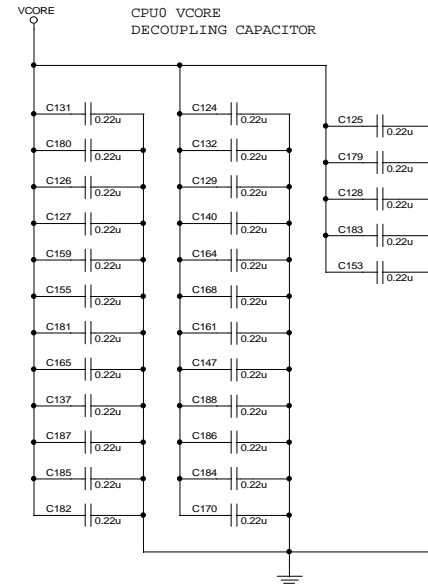 VCORE
CPU0 VCORE
DECOUPLING CAPACITOR
C131
0.22u
C180
0.22u
C126
0.22u
C127
0.22u
C159
0.22u
C155
0.22u
C181
0.22u
C165
0.22u
C137
0.22u
C187
0.22u
C185
0.22u
C182
0.22u
C124
0.22u
C132
0.22u
C129
0.22u
C140
0.22u
C164
0.22u
C168
0.22u
C161
0.22u
C147
0.22u
C188
0.22u
C186
0.22u
C184
0.22u
C170
0.22u
C125
0.22u
C179
0.22u
C128
0.22u
C183
0.22u
C153
0.22u